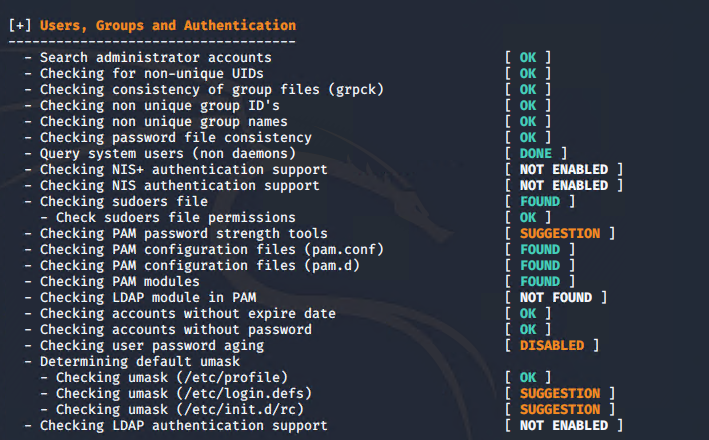 [+] Users, Groups and Authentication
------------------------------------
- Search administrator accounts [ OK ]
- Checking for non-unique UIDs [ OK ]
- Checking consistency of group files (grpck) [ OK ]
- Checking non unique group ID's [ OK ]
- Checking non unique group names [ OK ]
- Checking password file consistency [ OK ]
- Query system users (non daemons) [ DONE ]
- Checking NIS+ authentication support [ NOT ENABLED ]
- Checking NIS authentication support [ NOT ENABLED ]
- Checking sudoers file [ FOUND ]
- Check sudoers file permissions [ OK ]
- Checking PAM password strength tools [ SUGGESTION ]
- Checking PAM configuration files (pam.conf) [ FOUND ]
- Checking PAM configuration files (pam.d) [ FOUND ]
- Checking PAM modules [ FOUND ]
- Checking LDAP module in PAM [ NOT FOUND ]
- Checking accounts without expire date [ OK ]
- Checking accounts without password [ OK ]
- Checking user password aging [ DISABLED ]
- Determining default umask
- Checking umask (/etc/profile) [ OK ]
- Checking umask (/etc/login.defs) [ SUGGESTION ]
- Checking umask (/etc/init.d/rc) [ SUGGESTION ]
- Checking LDAP authentication support [ NOT ENABLED ]